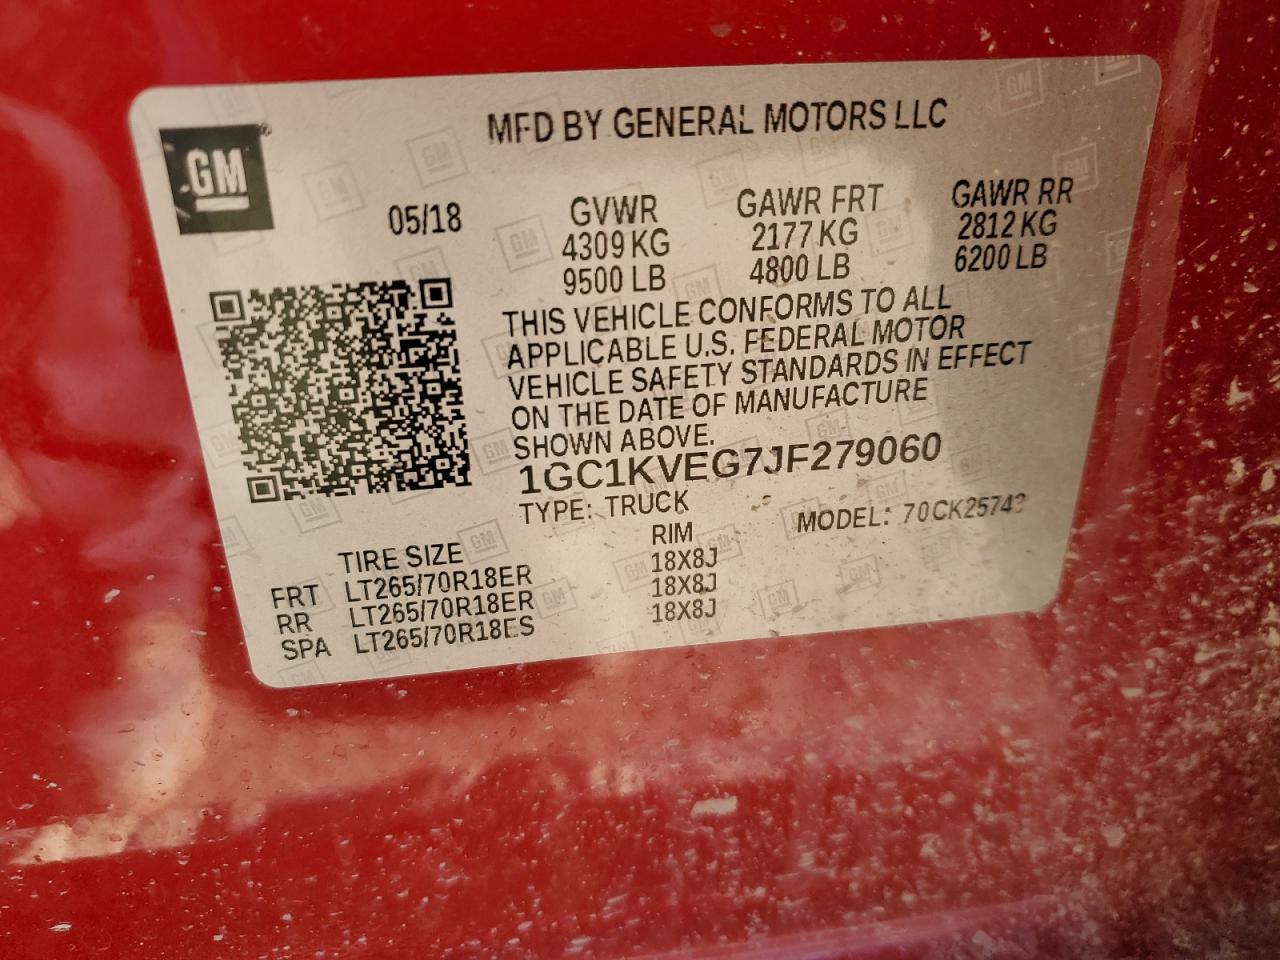 MFD BY GENERAL MOTORS LLC
GM
05/18
GVWR GAWR FRT GAWR RR
4309 KG 2177 KG 2812 KG
9500 LB 4800 LB 6200 LB
THIS VEHICLE CONFORMS TO ALL
APPLICABLE U.S. FEDERAL MOTOR
VEHICLE SAFETY STANDARDS IN EFFECT
ON THE DATE OF MANUFACTURE
SHOWN ABOVE.
1GC1KVEG7JF279060
TYPE: TRUCK MODEL: 70CK25743
TIRE SIZE RIM
FRT LT265/70R18ER 18X8J
RR LT265/70R18ER 18X8J
SPA LT265/70R18ES 18X8J